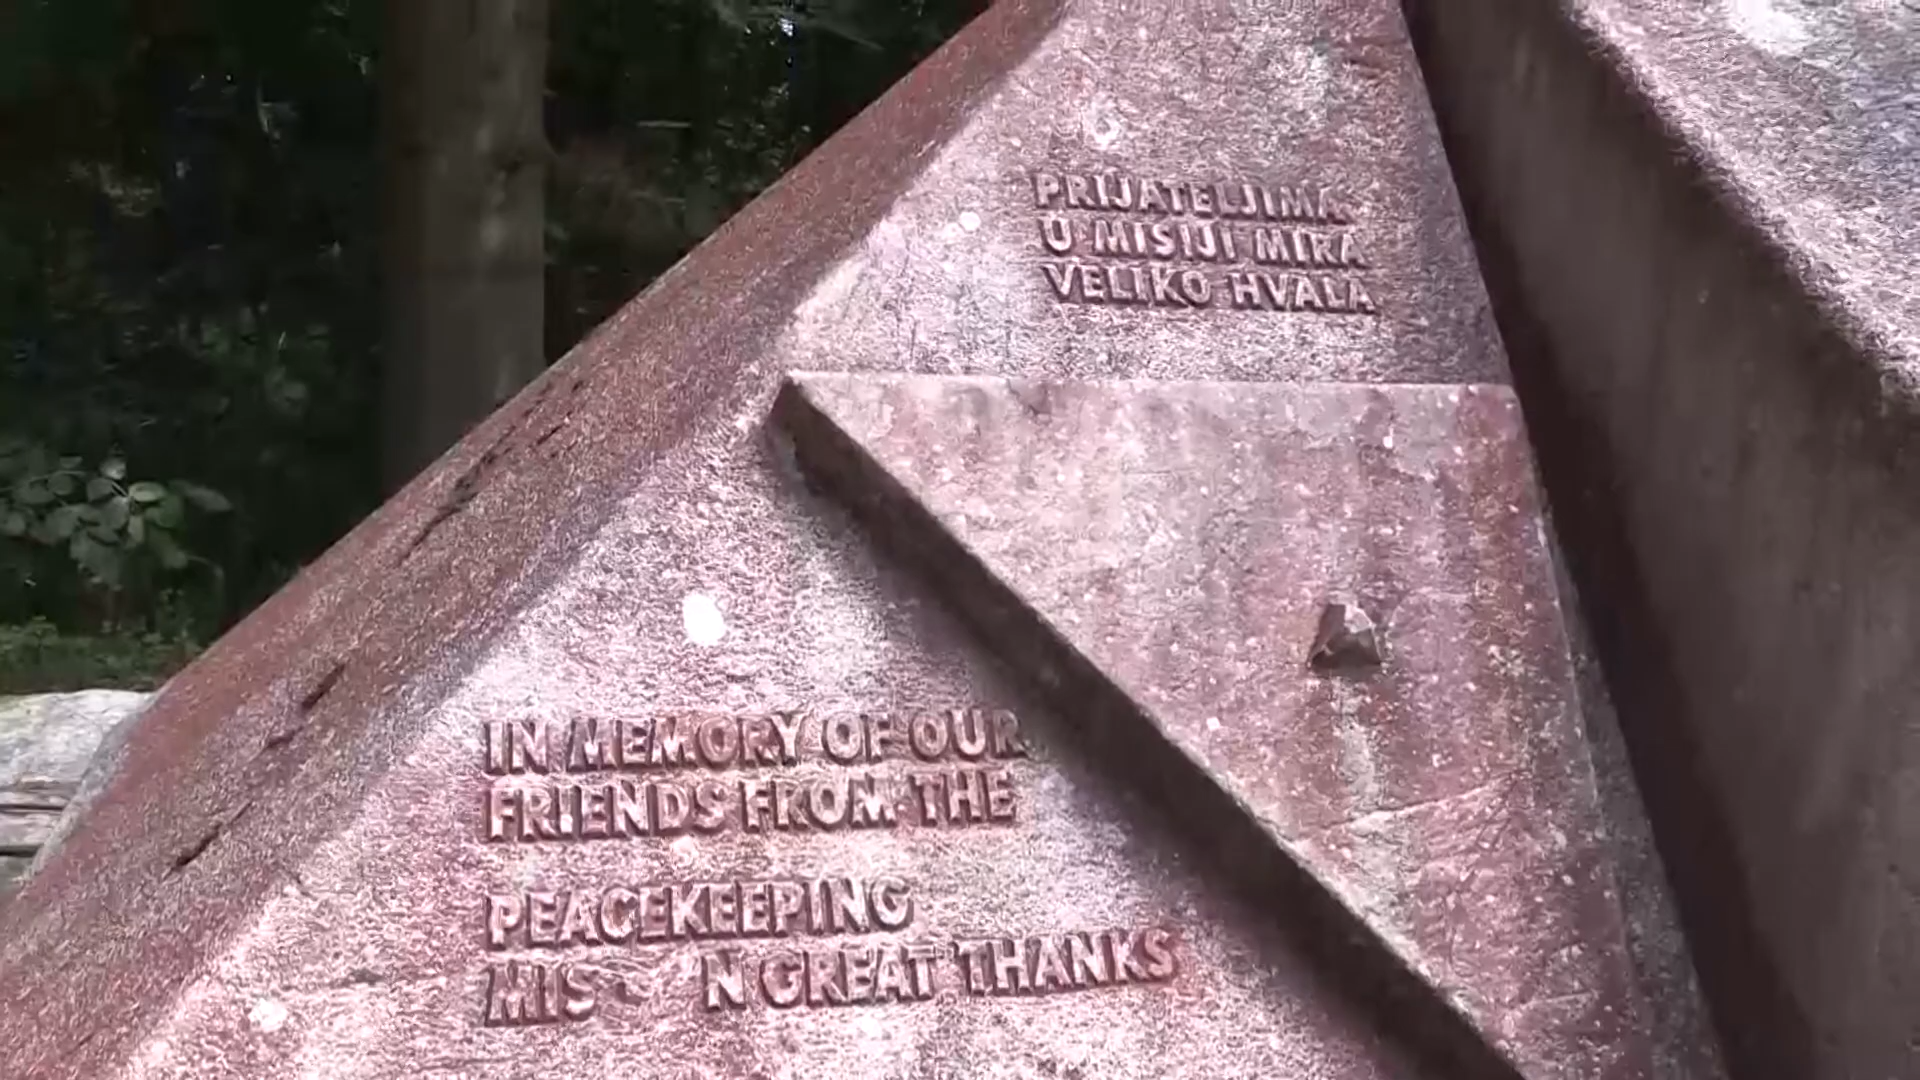 PRIJATELJIMA
U MISIJI MIRA
VELIKO HVALA
IN MEMORY OF OUR
FRIENDS FROM THE
PEACEKEEPING
GREAT THANKS